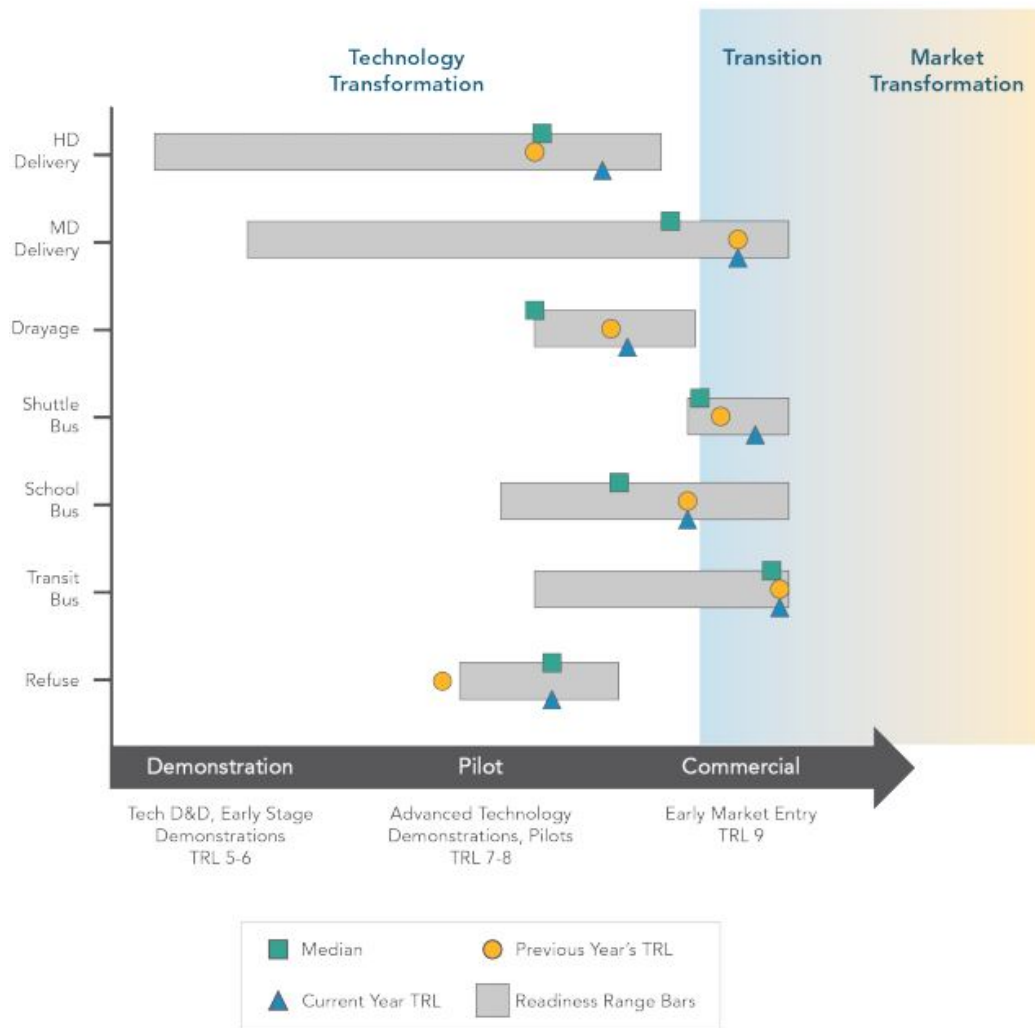 Technology
Transformation
Transition
Market
Transformation
HD
Delivery
MD
Delivery
Drayage
Shuttle
Bus
School
Bus
Transit
Bus
Refuse
Demonstration
Pilot
Commercial
Tech D&D, Early Stage
Demonstrations
TRL 5-6
Advanced Technology
Demonstrations, Pilots
TRL 7-8
Early Market Entry
TRL 9
Median
Previous Year's TRL
Current Year TRL
Readiness Range Bars